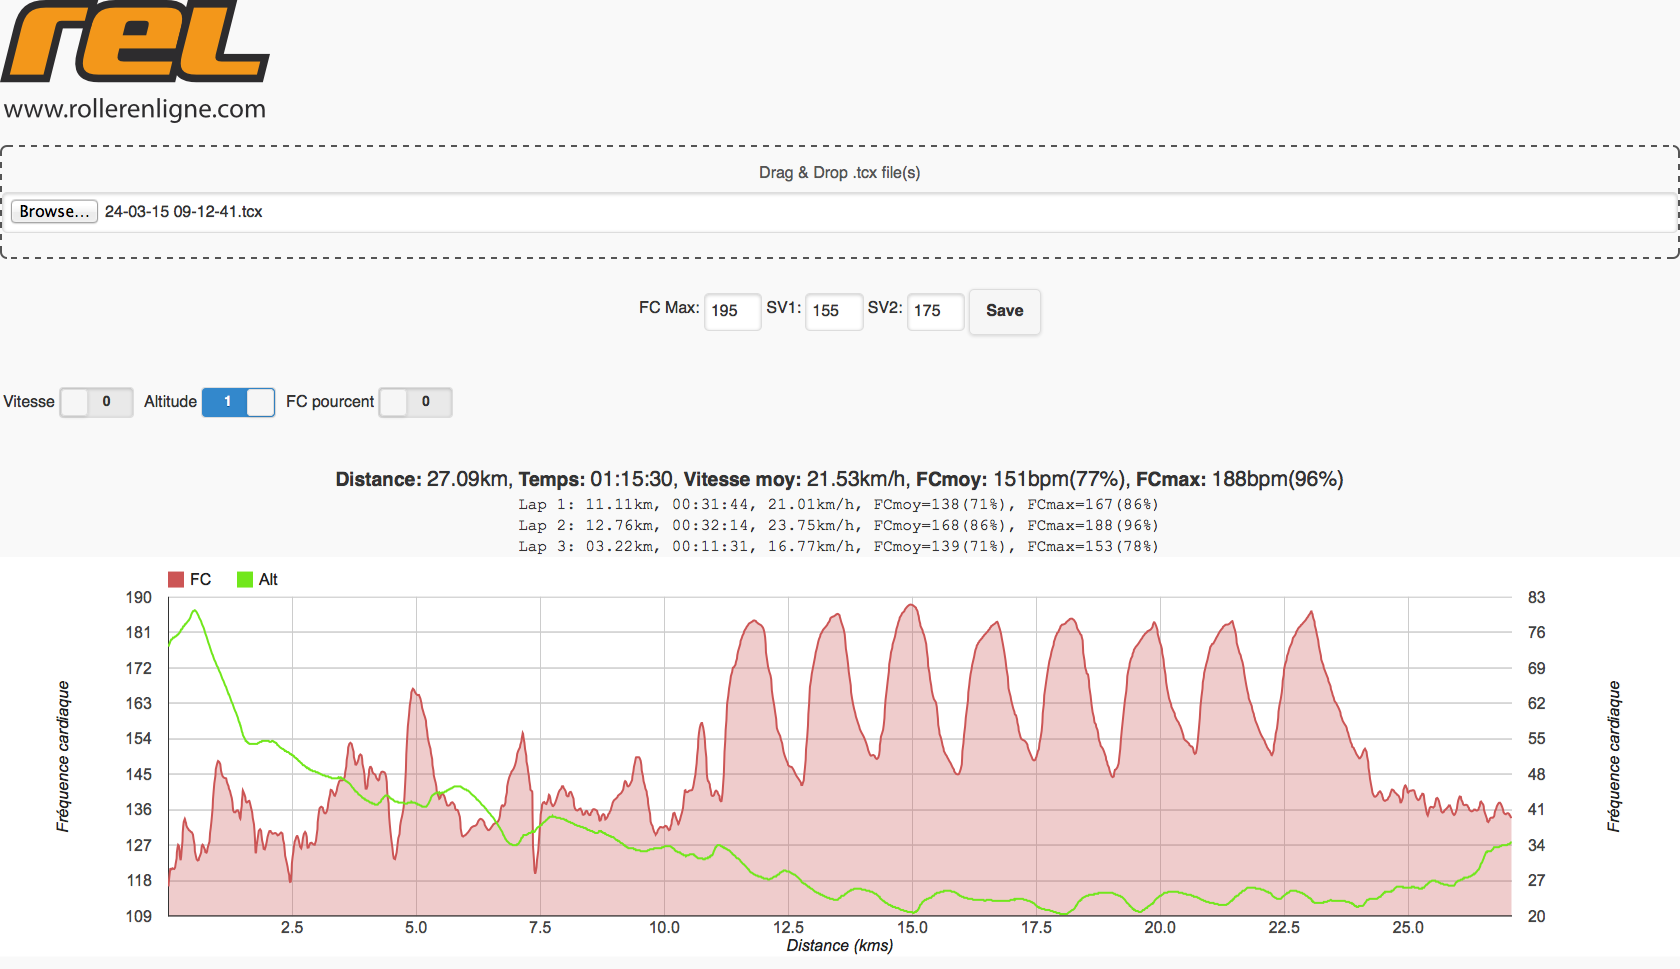 rel
www.rollerenligne.com
Drag & Drop .tcx file(s)
Browse... 24-03-15 09-12-41.tcx
FC Max: 195 SV1: 155 SV2: 175 Save
Vitesse 0 Altitude 1 FC pourcent 0
Distance: 27.09km, Temps: 01:15:30, Vitesse moy: 21.53km/h, FCmoy: 151bpm(77%), FCmax: 188bpm(96%)
Lap 1: 11.11km, 00:31:44, 21.01km/h, FCmoy=138(71%), FCmax=167(86%)
Lap 2: 12.76km, 00:32:14, 23.75km/h, FCmoy=168(86%), FCmax=188(96%)
Lap 3: 03.22km, 00:11:31, 16.77km/h, FCmoy=139(71%), FCmax=153(78%)
FC Alt
190 83
181 76
172 69
163 62
154 55
145 48
136 41
127 34
118 27
109 20
Fréquence cardiaque
Fréquence cardiaque
2.5 5.0 7.5 10.0 12.5 15.0 17.5 20.0 22.5 25.0
Distance (kms)